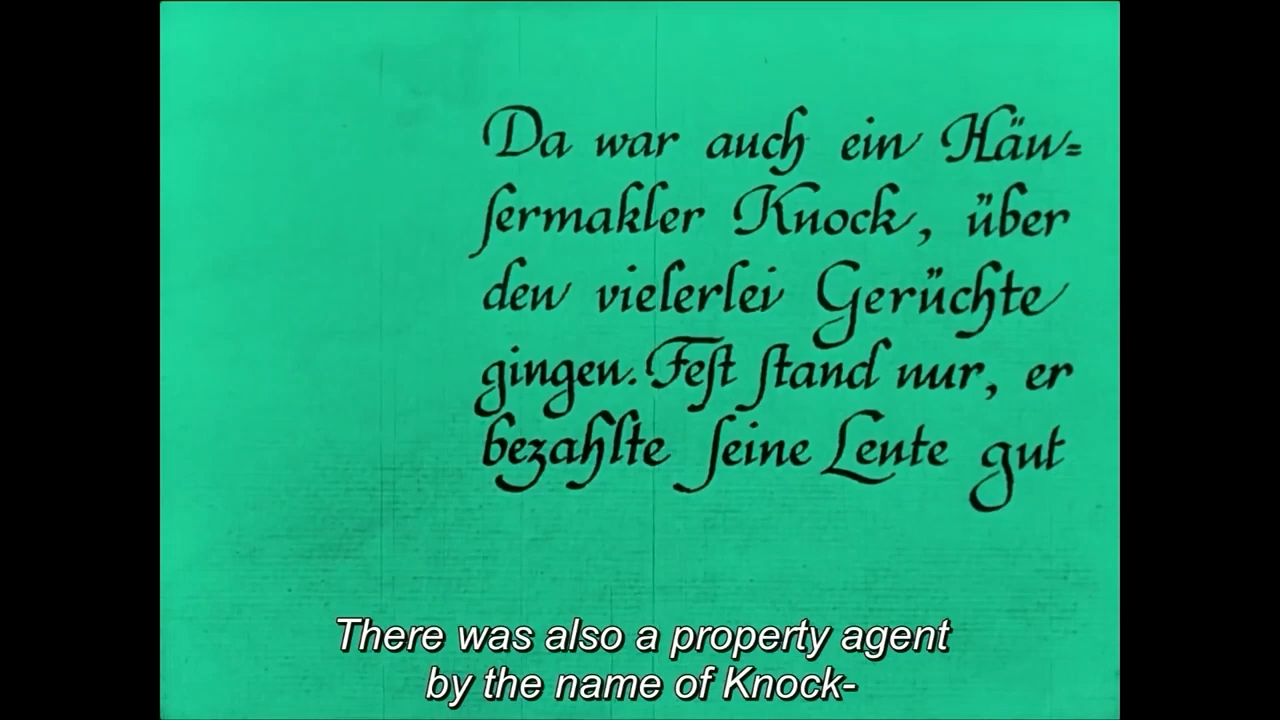 Da war auch ein Häu=
sermakler Knock, über
den vielerlei Gerüchte
gingen. Fest stand nur, er
bezahlte seine Leute gut
There was also a property agent
by the name of Knock-